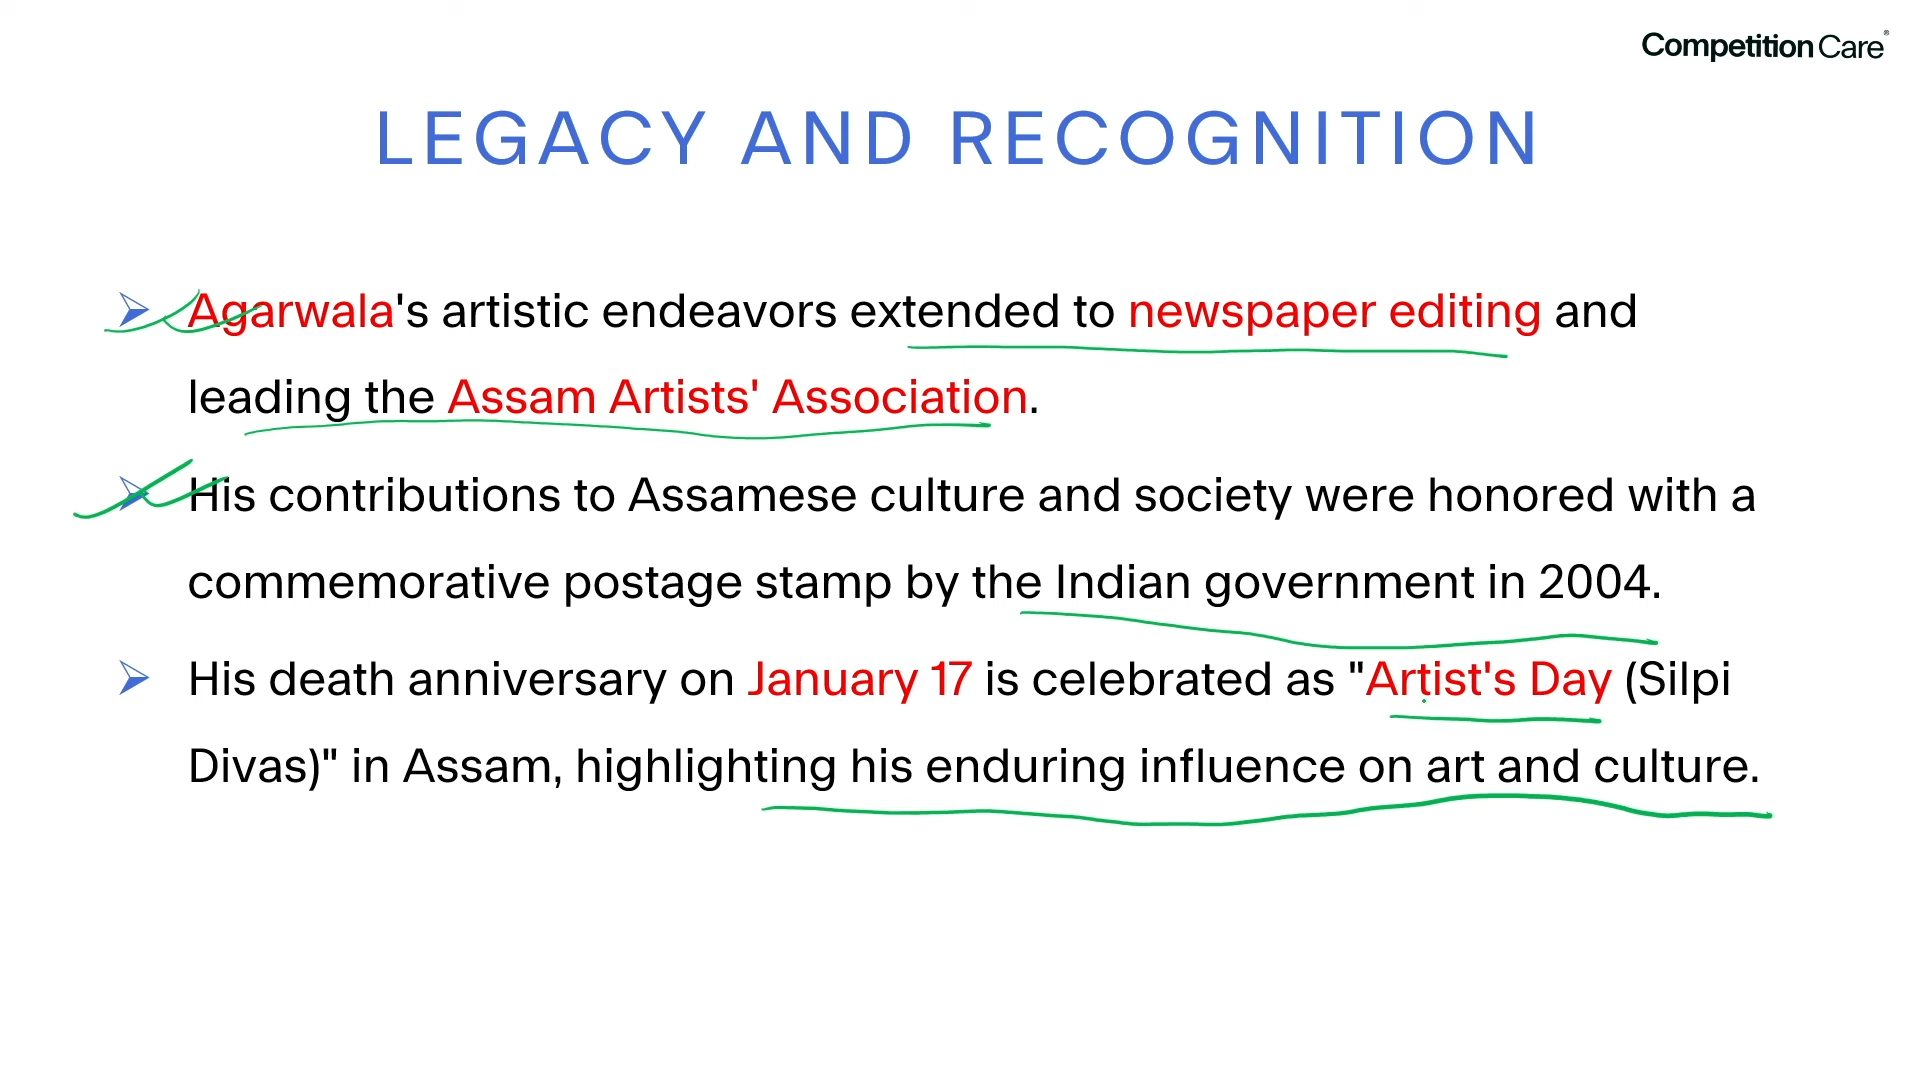 Competition Care®
LEGACY AND RECOGNITION
Agarwala's artistic endeavors extended to newspaper editing and
leading the Assam Artists' Association.
His contributions to Assamese culture and society were honored with a
commemorative postage stamp by the Indian government in 2004.
His death anniversary on January 17 is celebrated as "Artist's Day (Silpi
Divas)" in Assam, highlighting his enduring influence on art and culture.